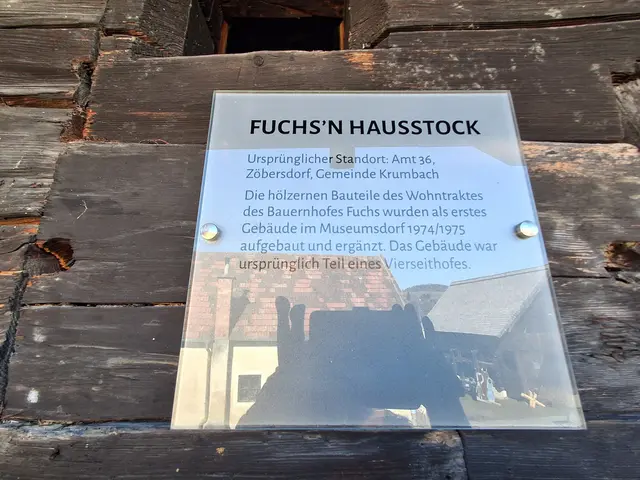 FUCHS'N HAUSSTOCK
Ursprünglicher Standort: Amt 36,
Zöbersdorf, Gemeinde Krumbach
Die hölzernen Bauteile des Wohntraktes
des Bauernhofes Fuchs wurden als erstes
Gebäude im Museumsdorf 1974/1975
aufgebaut und ergänzt. Das Gebäude war
ursprünglich Teil eines Vierseithofes.